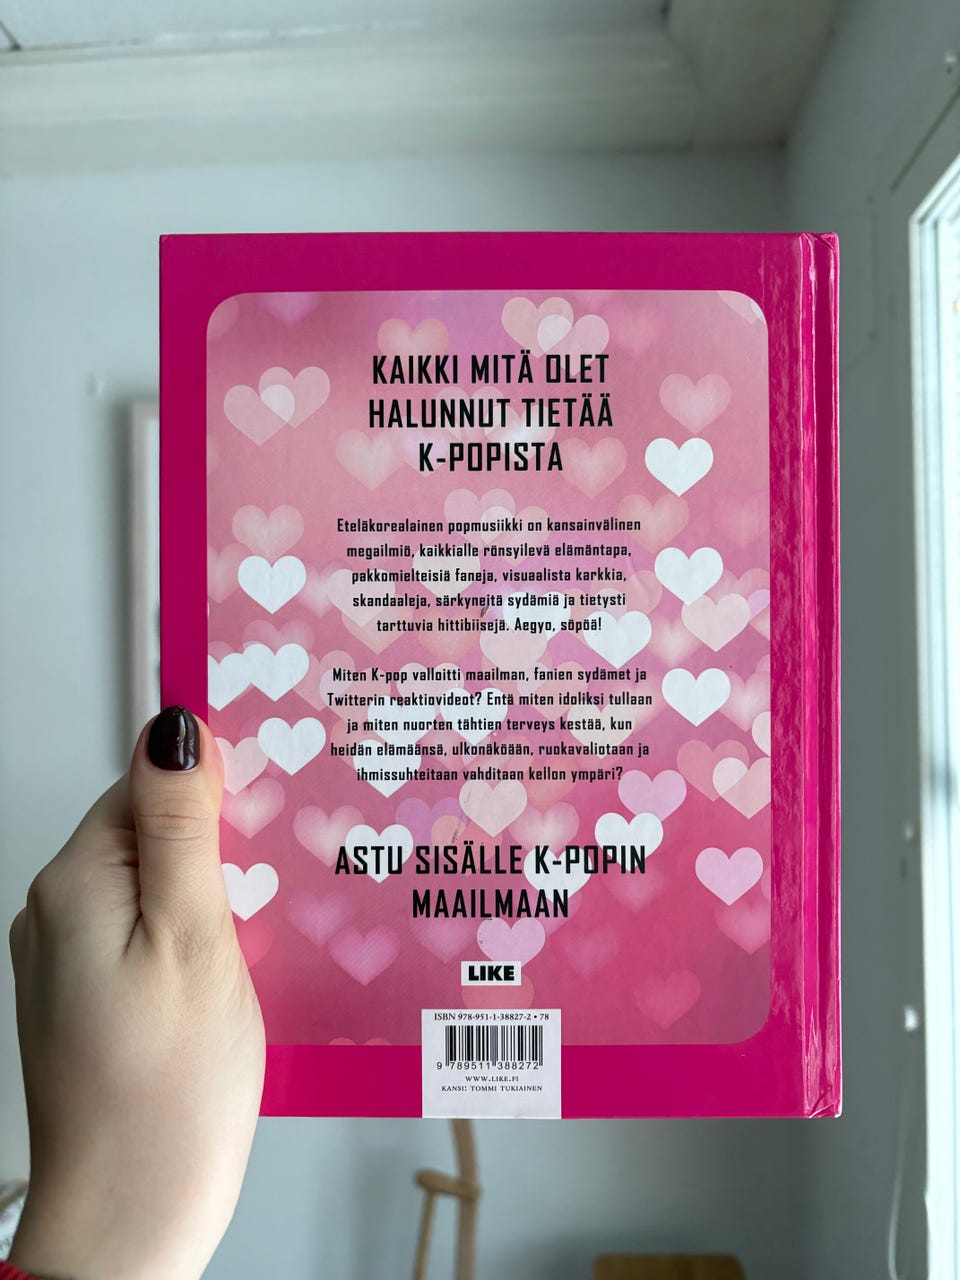 KAIKKI MITÄ OLET
HALUNNUT TIETÄÄ
K-POPISTA
Eteläkorealainen popmusiikki on kansainvälinen
megailmiö, kaikkialle rönsyilevä elämäntapa,
pakkomielteisiä faneja, visuaalista karkkia,
skandaaleja, särkyneitä sydämiä ja tietysti
tarttuvia hittibiisejä. Aegyo, söpöä!
Miten K-pop valloitti maailman, fanien sydämet ja
Twitterin reaktiovideot? Entä miten idoliksi tullaan
ja miten nuorten tähtien terveys kestää, kun
heidän elämäänsä, ulkonäköään, ruokavaliotaan ja
ihmissuhteitaan vahditaan kellon ympäri?
ASTU SISÄLLE K-POPIN
MAAILMAAN
LIKE
ISBN 978-951-1-38827-2 • 78
9 789511 388272
WWW.LIKE.FI
KANSI: TOMMI TUKIAINEN